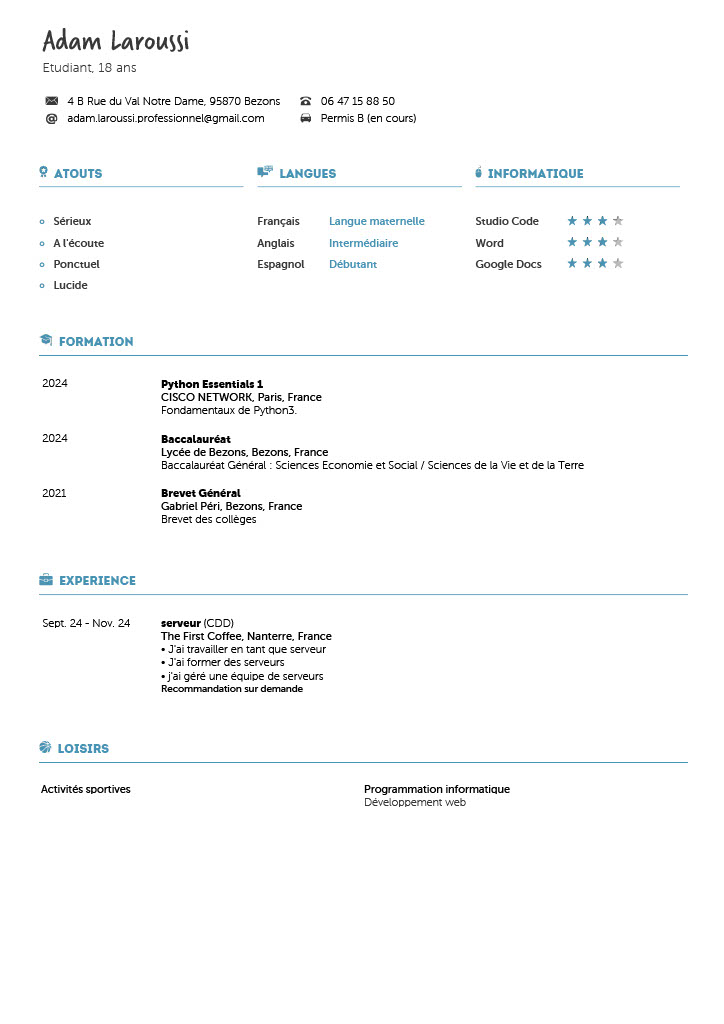 Adam Laroussi
Etudiant, 18 ans
4 B Rue du Val Notre Dame, 95870 Bezons
06 47 15 88 50
adam.laroussi.professionnel@gmail.com
Permis B (en cours)
ATOUTS
Sérieux
A l'écoute
Ponctuel
Lucide
LANGUES
Français Langue maternelle
Anglais Intermédiaire
Espagnol Débutant
INFORMATIQUE
Studio Code
Word
Google Docs
FORMATION
2024 Python Essentials 1
CISCO NETWORK, Paris, France
Fondamentaux de Python3.
2024 Baccalauréat
Lycée de Bezons, Bezons, France
Baccalauréat Général : Sciences Economie et Social / Sciences de la Vie et de la Terre
2021 Brevet Général
Gabriel Péri, Bezons, France
Brevet des collèges
EXPERIENCE
Sept. 24 - Nov. 24 serveur (CDD)
The First Coffee, Nanterre, France
• J'ai travailler en tant que serveur
• J'ai former des serveurs
• j'ai géré une équipe de serveurs
Recommandation sur demande
LOISIRS
Activités sportives
Programmation informatique
Développement web